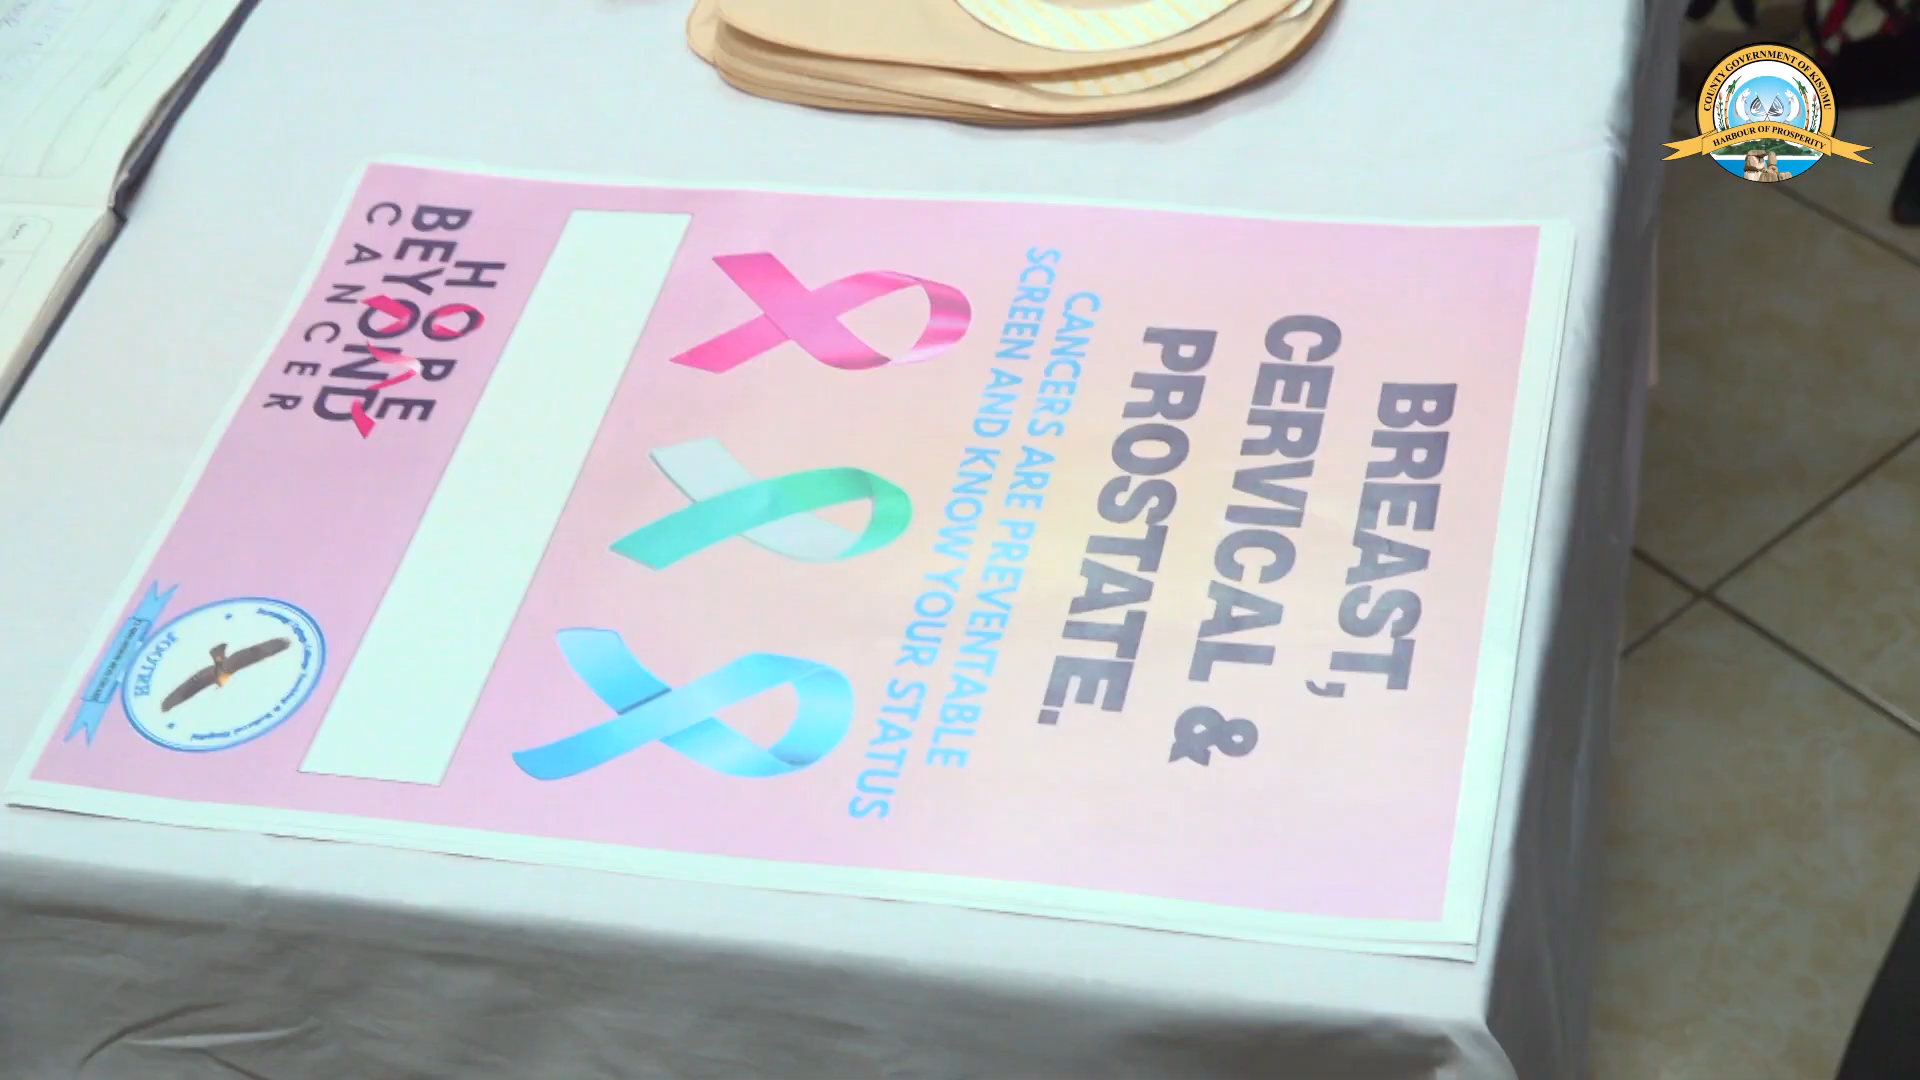 COUNTY GOVERNMENT OF KISUMU
HARBOUR OF PROSPERITY
BREAST,
CERVICAL &
PROSTATE.
CANCERS ARE PREVENTABLE
SCREEN AND KNOW YOUR STATUS
HOPE
BEYOND
CANCER
JOOTRH